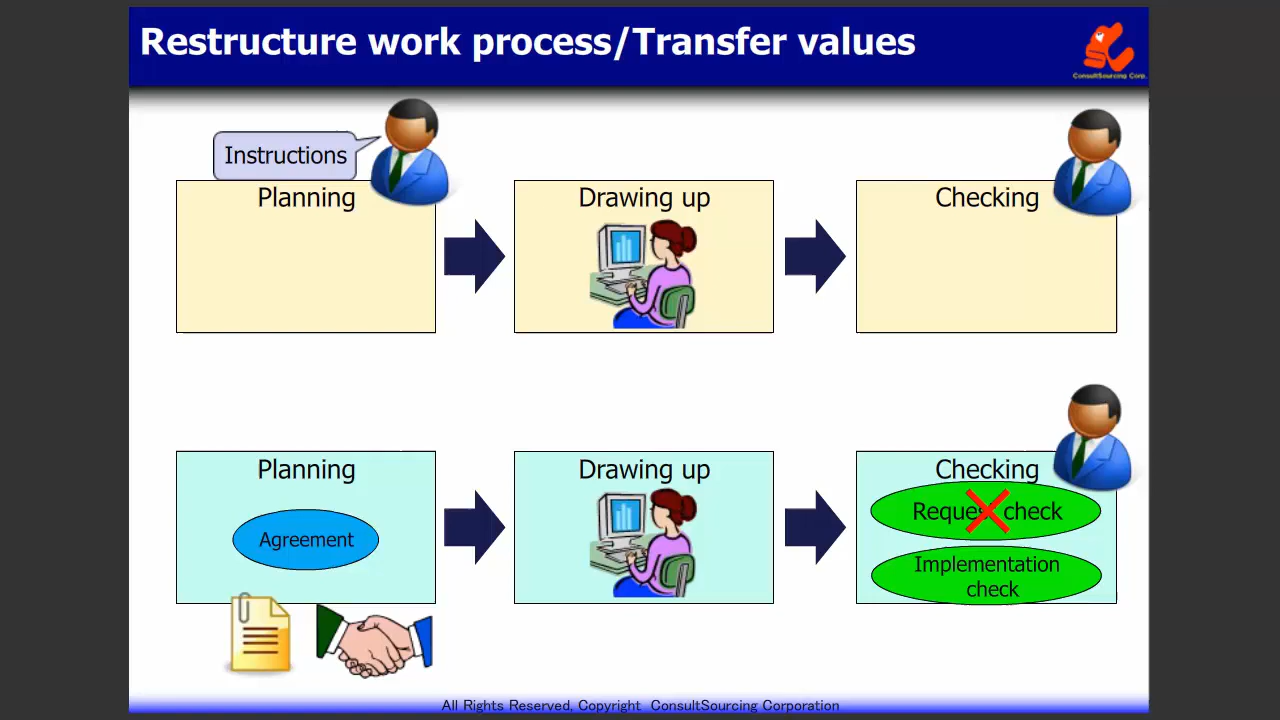 Restructure work process/Transfer values
ConsultSourcing Corp.
Instructions
Planning
Drawing up
Checking
Planning
Drawing up
Checking
Agreement
Request check
Implementation
check
All Rights Reserved, Copyright ConsultSourcing Corporation